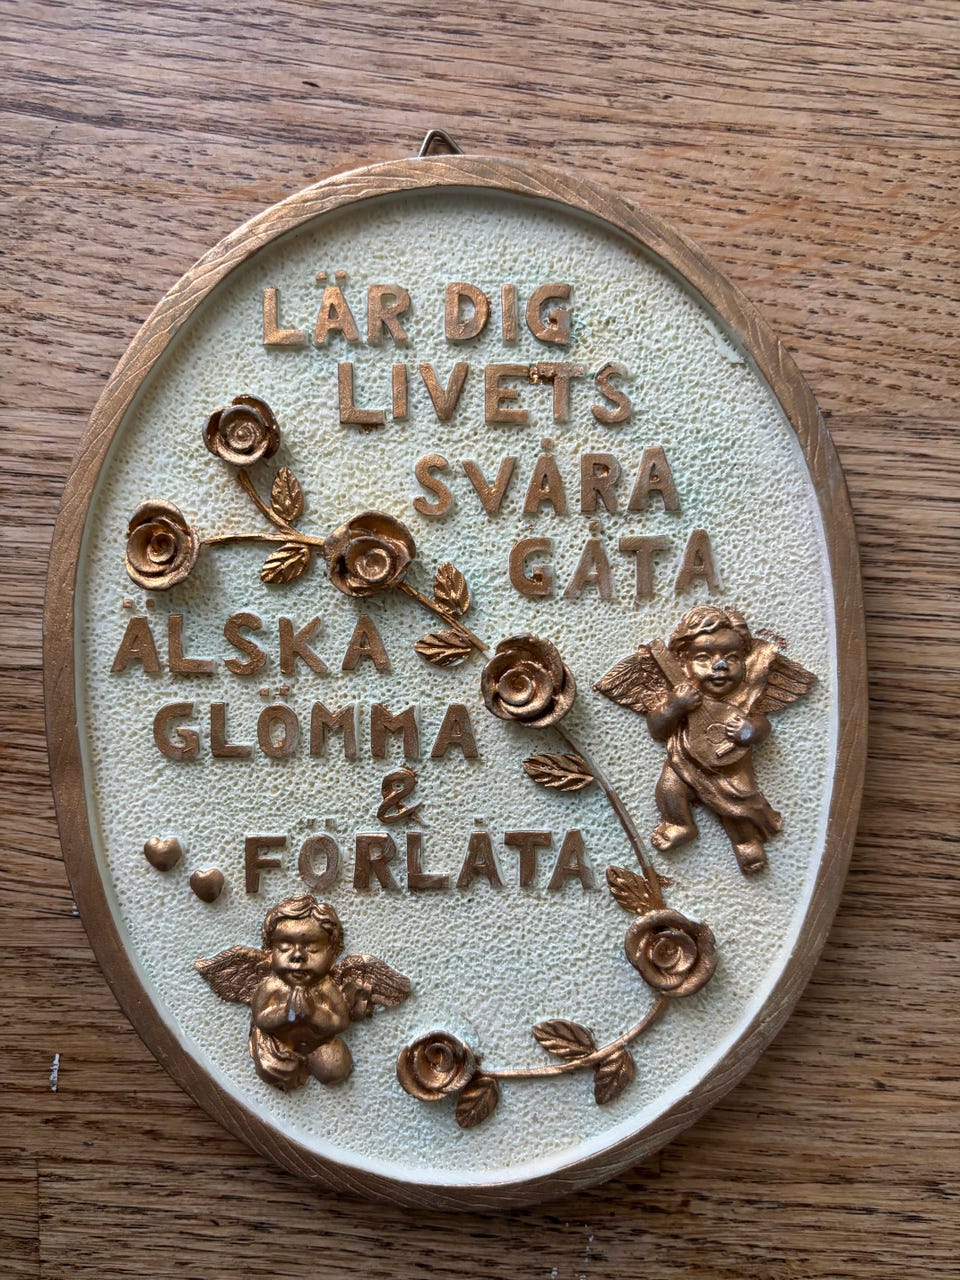 LÄR DIG
LIVETS
SVÅRA
GÅTA
ÄLSKA
GLÖMMA
&
FÖRLÅTA